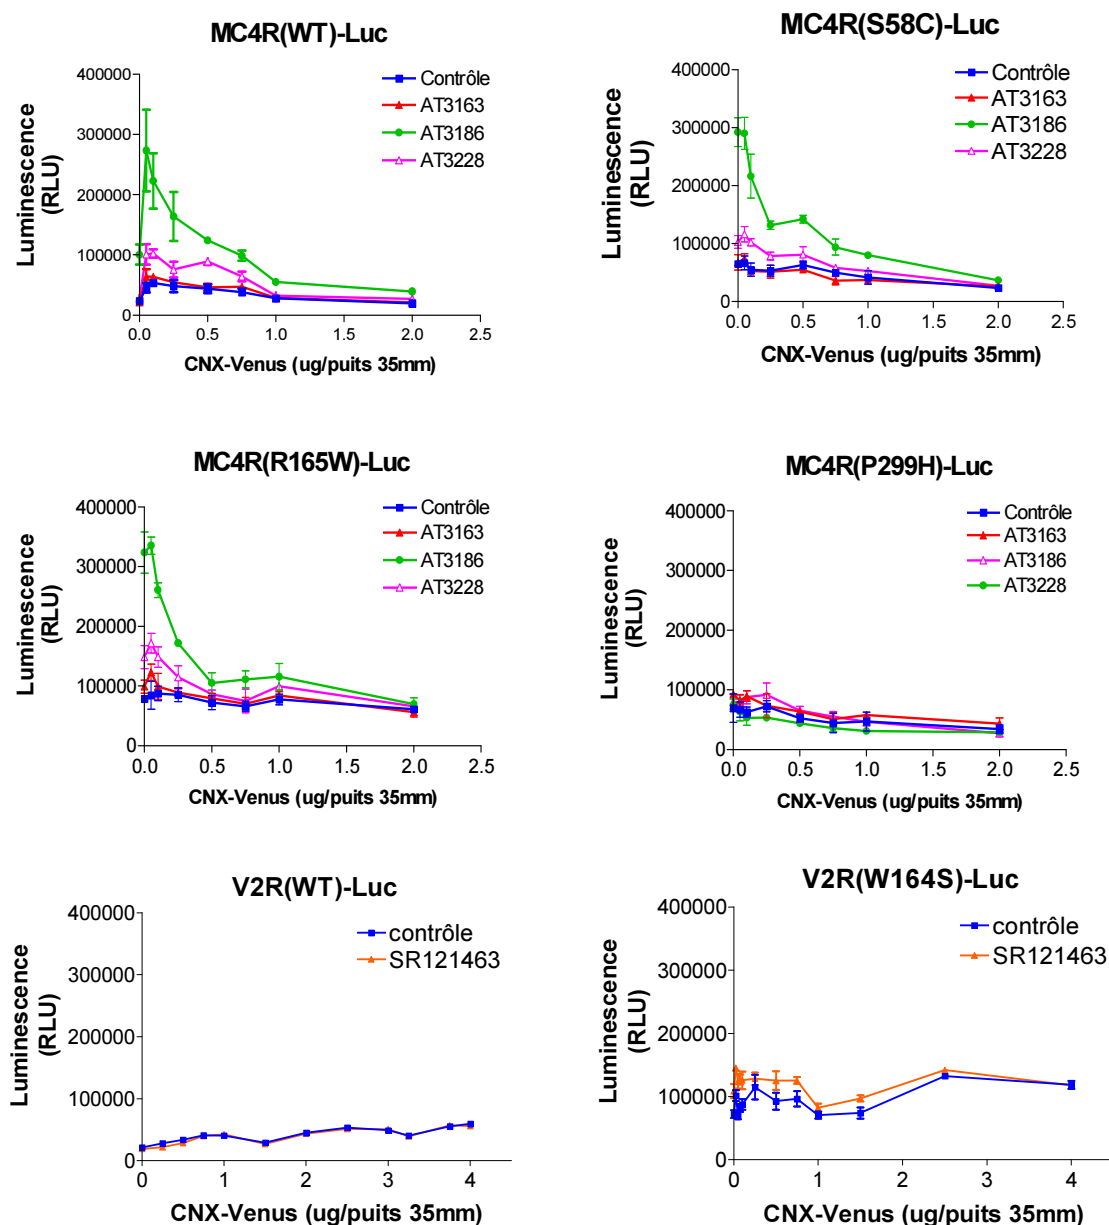 MC4R(WT)-Luc
Luminescence
(RLU)
400000
300000
200000
100000
0
0.0 0.5 1.0 1.5 2.0 2.5
CNX-Venus (ug/puits 35mm)
Contrôle
AT3163
AT3186
AT3228
MC4R(S58C)-Luc
Luminescence
(RLU)
400000
300000
200000
100000
0
0.0 0.5 1.0 1.5 2.0 2.5
CNX-Venus (ug/puits 35mm)
Contrôle
AT3163
AT3186
AT3228
MC4R(R165W)-Luc
Luminescence
(RLU)
400000
300000
200000
100000
0
0.0 0.5 1.0 1.5 2.0 2.5
CNX-Venus (ug/puits 35mm)
Contrôle
AT3163
AT3186
AT3228
MC4R(P299H)-Luc
Luminescence
(RLU)
400000
300000
200000
100000
0
0.0 0.5 1.0 1.5 2.0 2.5
CNX-Venus (ug/puits 35mm)
Contrôle
AT3163
AT3186
AT3228
V2R(WT)-Luc
Luminescence
(RLU)
400000
300000
200000
100000
0
0 1 2 3 4
CNX-Venus (ug/puits 35mm)
contrôle
SR121463
V2R(W164S)-Luc
Luminescence
(RLU)
400000
300000
200000
100000
0
0 1 2 3 4
CNX-Venus (ug/puits 35mm)
contrôle
SR121463